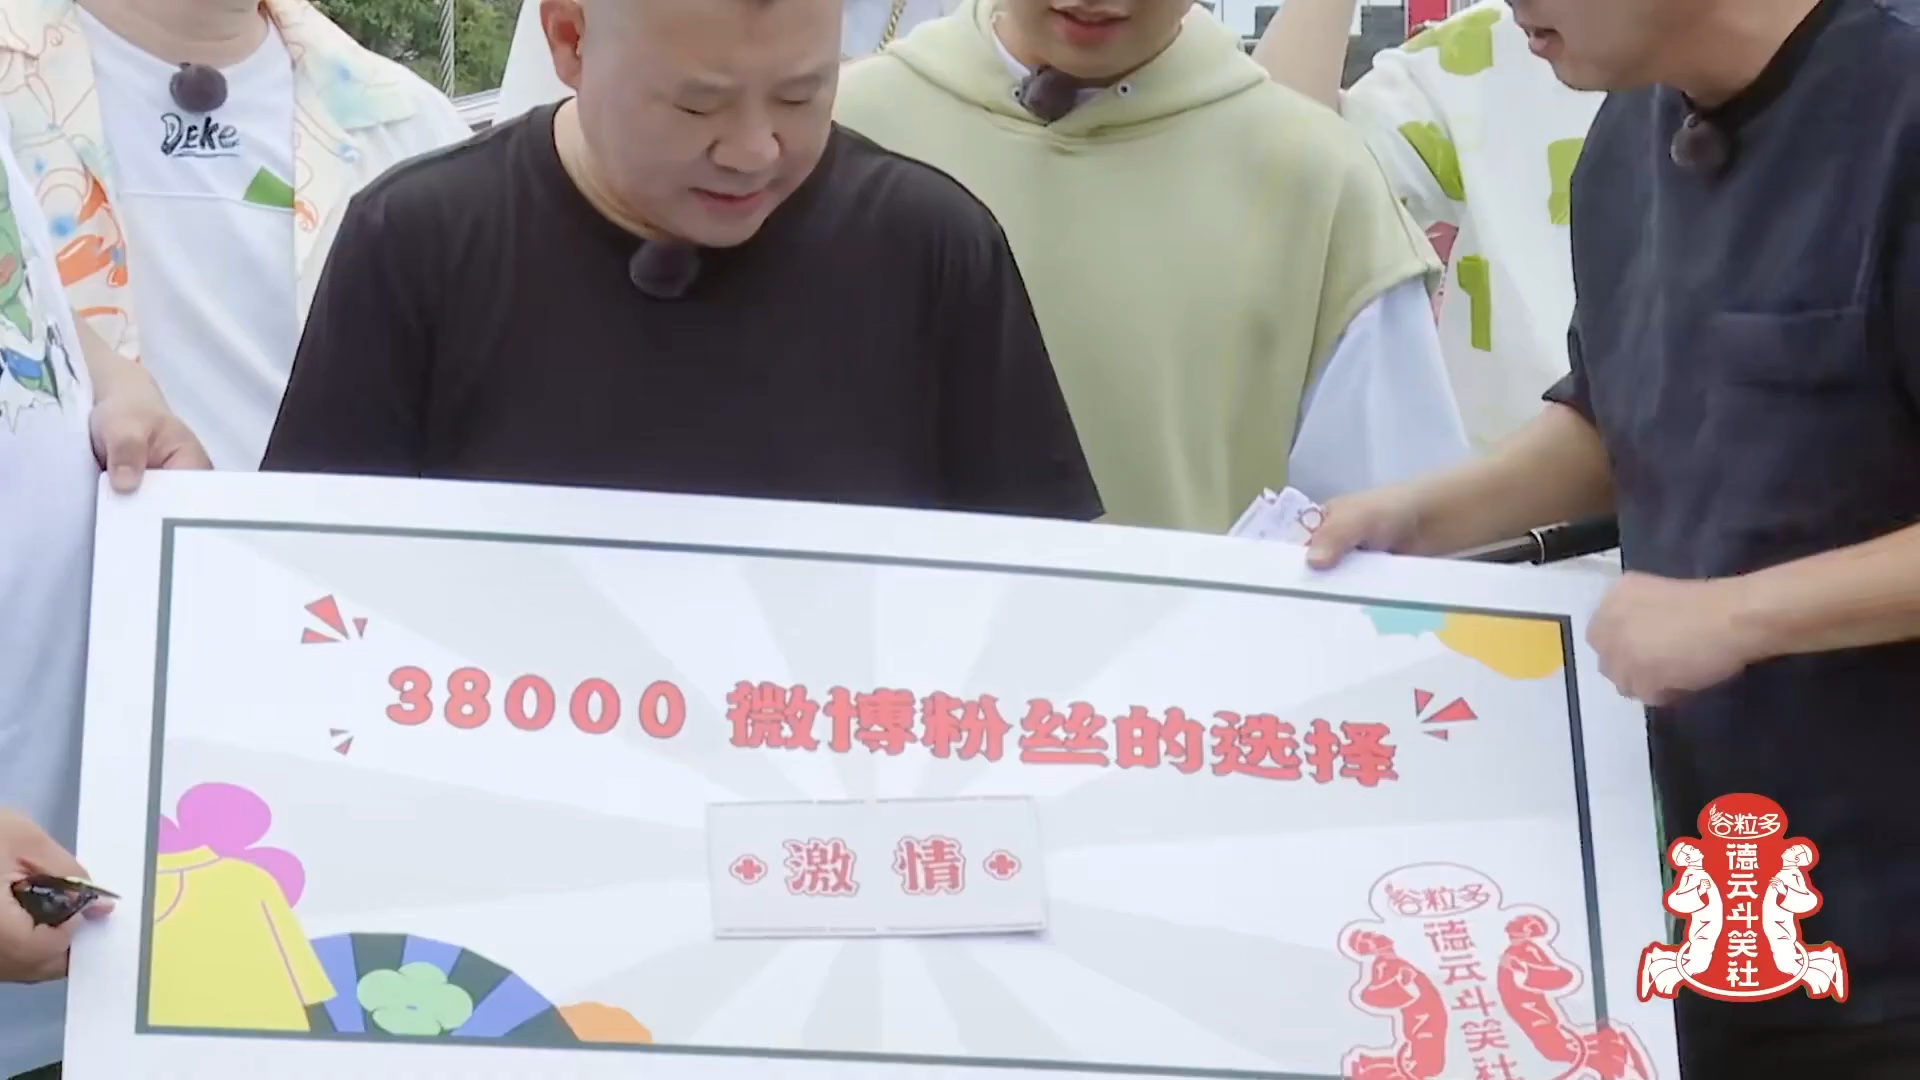 DEKE
38000 微博粉丝的选择
激 情
谷粒多
德云斗笑社
谷粒多
德云斗笑社